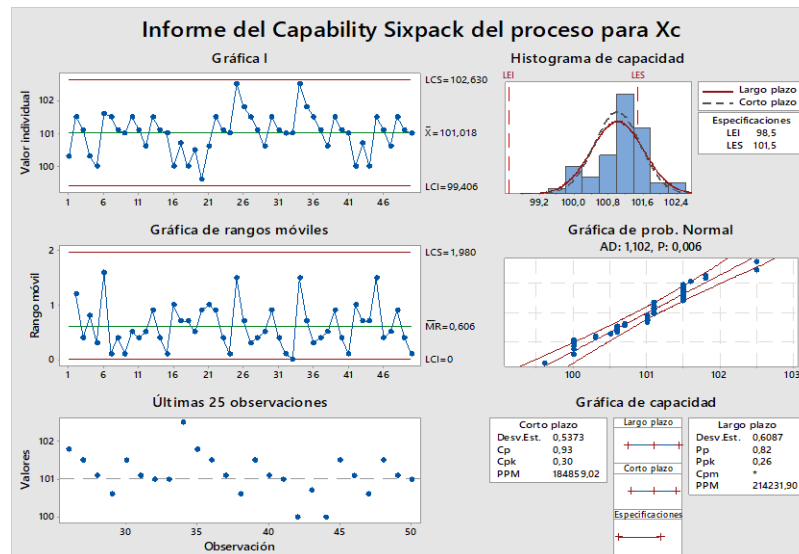 Informe del Capability Sixpack del proceso para Xc
Gráfica I
Valor individual
102
101
100
LCS=102,630
X=101,018
LCI=99,406
1 6 11 16 21 26 31 36 41 46
Histograma de capacidad
LEI LES
Largo plazo
Corto plazo
Especificaciones
LEI 98,5
LES 101,5
99,2 100,0 100,8 101,6 102,4
Gráfica de rangos móviles
Rango móvil
2
1
0
LCS=1,980
MR=0,606
LCI=0
1 6 11 16 21 26 31 36 41 46
Gráfica de prob. Normal
AD: 1,102, P: 0,006
100 101 102 103
Últimas 25 observaciones
Valores
102
101
100
30 35 40 45 50
Observación
Gráfica de capacidad
Corto plazo
Desv.Est. 0,5373
Cp 0,93
Cpk 0,30
PPM 184859,02
Largo plazo
Corto plazo
Especificaciones
Largo plazo
Desv.Est. 0,6087
Pp 0,82
Ppk 0,26
Cpm *
PPM 214231,90